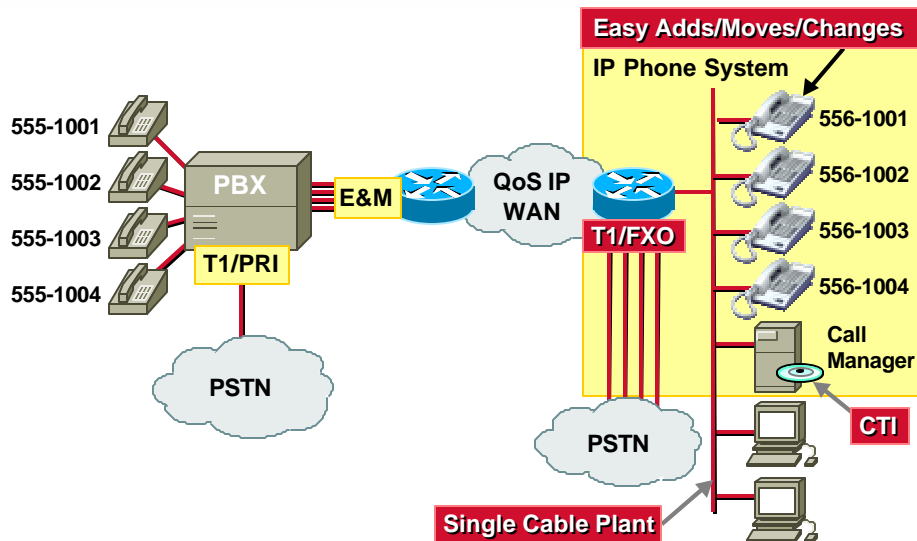 Easy Adds/Moves/Changes
IP Phone System
555-1001
555-1002
555-1003
555-1004
PBX
T1/PRI
E&M
QoS IP
WAN
T1/FXO
PSTN
PSTN
556-1001
556-1002
556-1003
556-1004
Call
Manager
CTI
Single Cable Plant